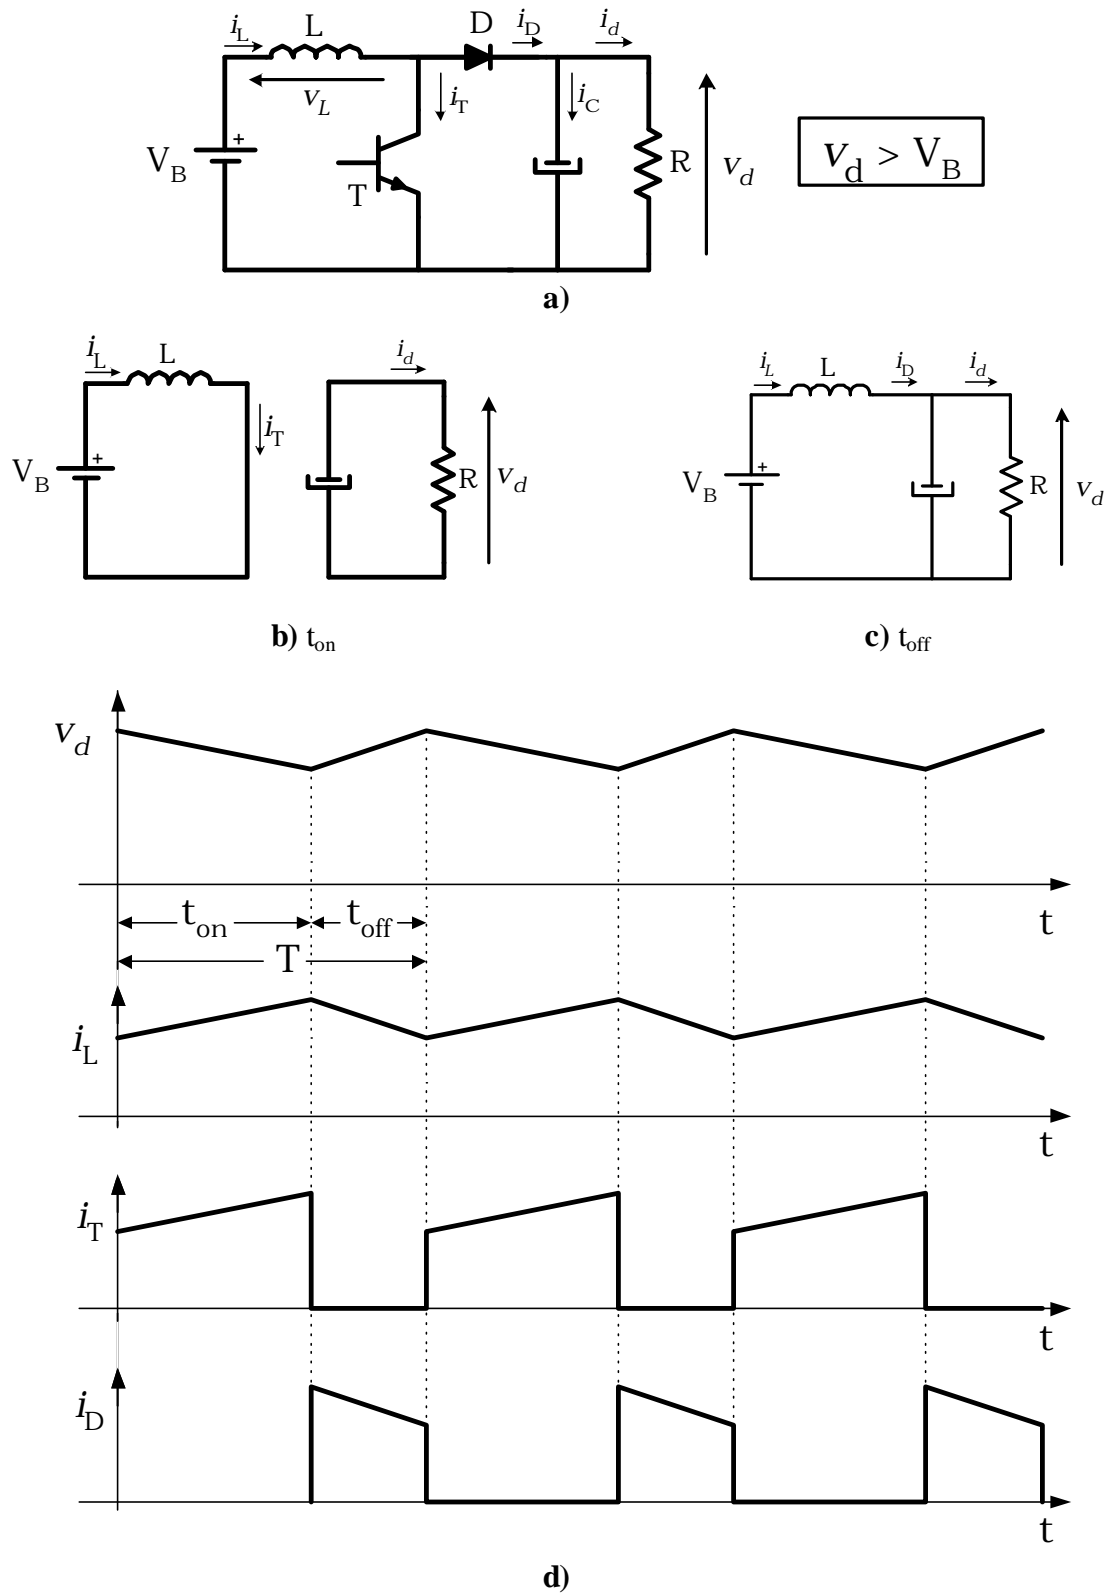 i_L L D i_D i_d
v_L i_T i_C
+
V_B T R v_d v_d > V_B
a)
i_L L i_d i_L L i_D i_d
i_T
+ +
V_B R v_d V_B R v_d
b) t_on c) t_off
v_d
t_on t_off t
T
i_L
t
i_T
t
i_D
t
d)